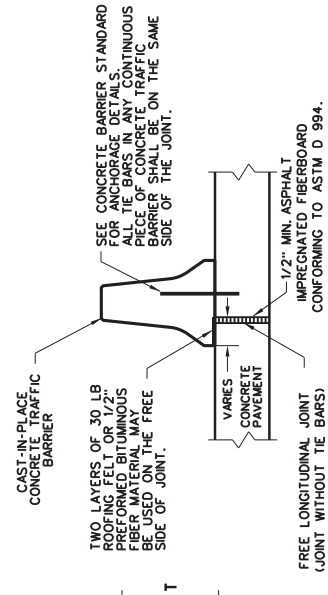 CAST-IN-PLACE
CONCRETE TRAFFIC
BARRIER
TWO LAYERS OF 30 LB
ROOFING FELT OR 1/2"
PREFORMED BITUMINOUS
FIBER MATERIAL MAY
BE USED ON THE FREE
SIDE OF JOINT.
SEE CONCRETE BARRIER STANDARD
FOR ANCHORAGE DETAILS.
ALL TIE BARS IN ANY CONTINUOUS
PIECE OF CONCRETE TRAFFIC
BARRIER SHALL BE ON THE SAME
SIDE OF THE JOINT.
VARIES
CONCRETE
PAVEMENT
1/2" MIN. ASPHALT
IMPREGNATED FIBERBOARD
CONFORMING TO ASTM D 994.
FREE LONGITUDINAL JOINT
(JOINT WITHOUT TIE BARS)
T